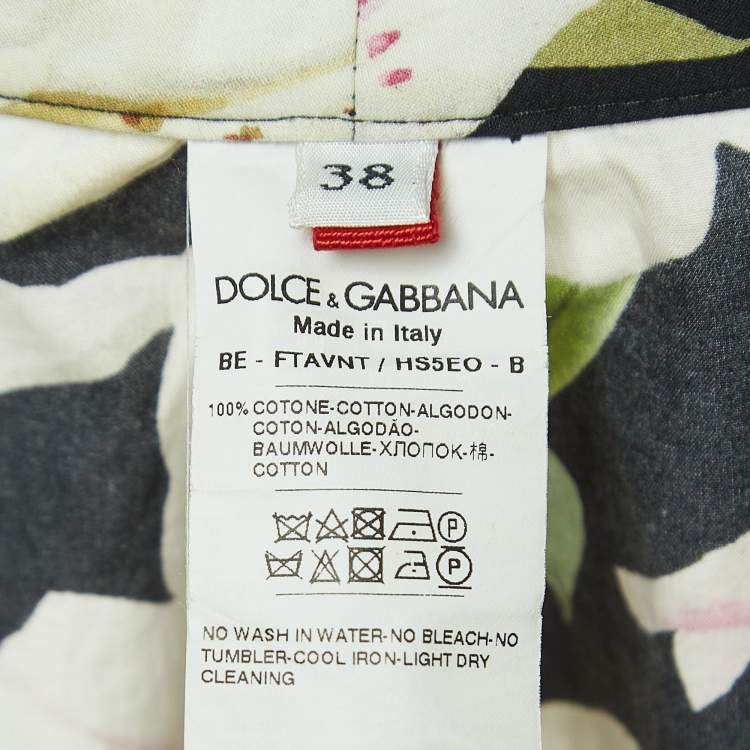 38
DOLCE & GABBANA
Made in Italy
BE - FTAVNT / HS5EO - B
100% COTONE-COTTON-ALGODON-
COTON-ALGODÃO-
BAUMWOLLE-ХЛОПОК-棉-
COTTON
P
P
NO WASH IN WATER-NO BLEACH-NO
TUMBLER-COOL IRON-LIGHT DRY
CLEANING